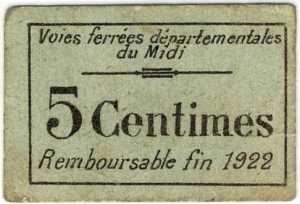 Voies ferrées départementales
du Midi
5 Centimes
Remboursable fin 1922